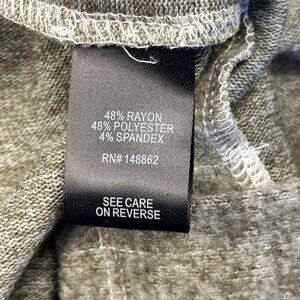 48% RAYON
48% POLYESTER
4% SPANDEX
RN# 148862
SEE CARE
ON REVERSE